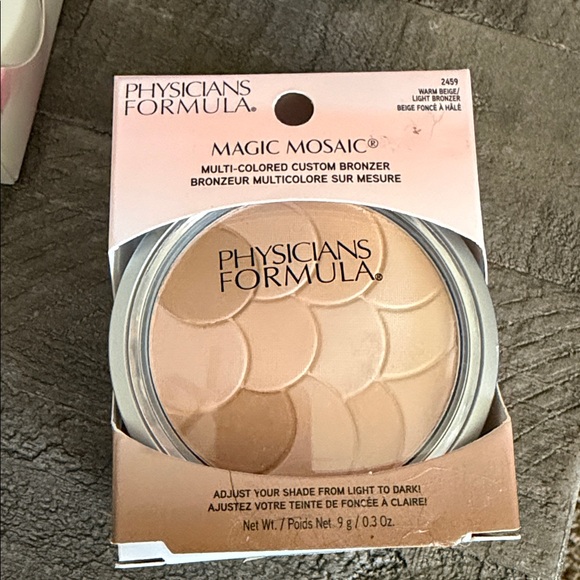 PHYSICIANS
FORMULA®
2459
WARM BEIGE/
LIGHT BRONZER
BEIGE FONCÉ À HÂLÉ
MAGIC MOSAIC®
MULTI-COLORED CUSTOM BRONZER
BRONZEUR MULTICOLORE SUR MESURE
PHYSICIANS
FORMULA®
ADJUST YOUR SHADE FROM LIGHT TO DARK!
AJUSTEZ VOTRE TEINTE DE FONCÉE À CLAIRE!
Net Wt. / Poids Net 9 g / 0.3 Oz.